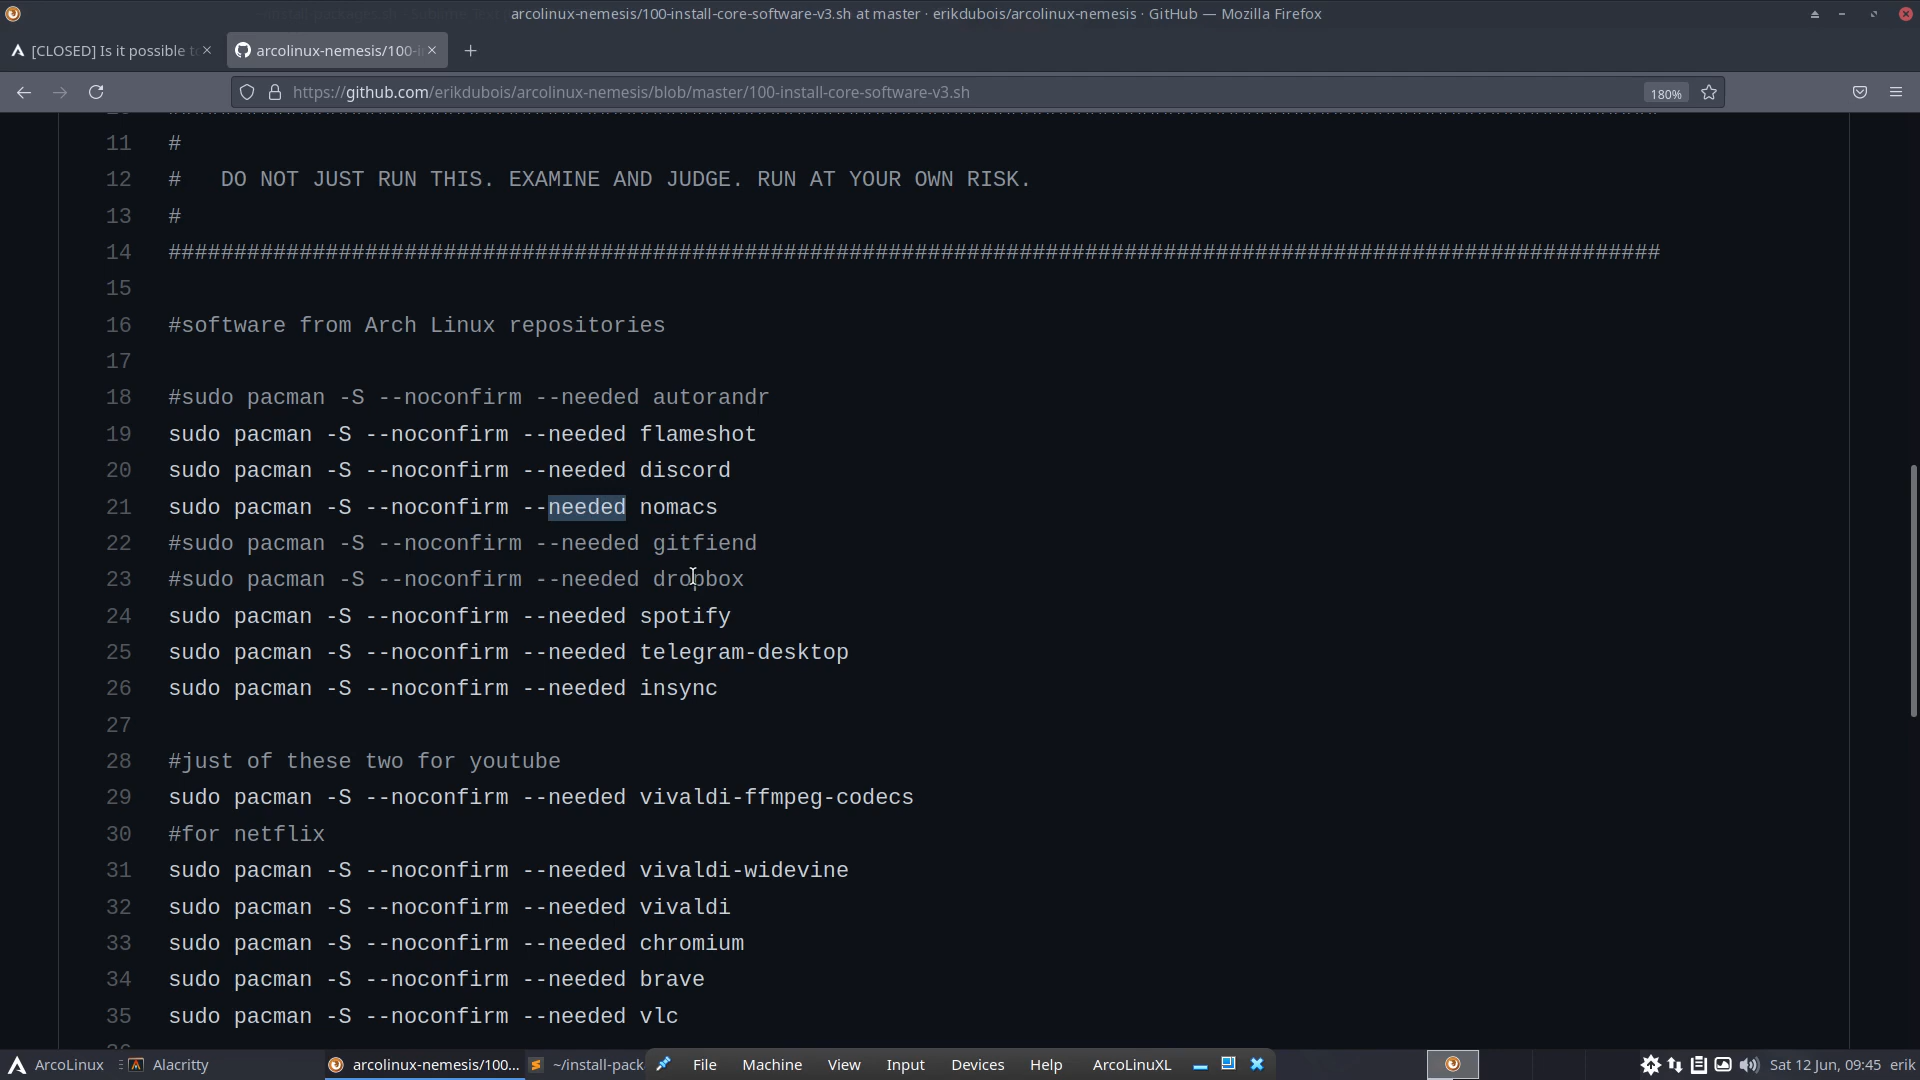 arcolinux-nemesis/100-install-core-software-v3.sh at master · erikdubois/arcolinux-nemesis · GitHub — Mozilla Firefox
[CLOSED] Is it possible
arcolinux-nemesis/100-i
https://github.com/erikdubois/arcolinux-nemesis/blob/master/100-install-core-software-v3.sh
180%
11 #
12 #   DO NOT JUST RUN THIS. EXAMINE AND JUDGE. RUN AT YOUR OWN RISK.
13 #
14 ##################################################################################################################
15
16 #software from Arch Linux repositories
17
18 #sudo pacman -S --noconfirm --needed autorandr
19 sudo pacman -S --noconfirm --needed flameshot
20 sudo pacman -S --noconfirm --needed discord
21 sudo pacman -S --noconfirm --needed nomacs
22 #sudo pacman -S --noconfirm --needed gitfiend
23 #sudo pacman -S --noconfirm --needed dropbox
24 sudo pacman -S --noconfirm --needed spotify
25 sudo pacman -S --noconfirm --needed telegram-desktop
26 sudo pacman -S --noconfirm --needed insync
27
28 #just of these two for youtube
29 sudo pacman -S --noconfirm --needed vivaldi-ffmpeg-codecs
30 #for netflix
31 sudo pacman -S --noconfirm --needed vivaldi-widevine
32 sudo pacman -S --noconfirm --needed vivaldi
33 sudo pacman -S --noconfirm --needed chromium
34 sudo pacman -S --noconfirm --needed brave
35 sudo pacman -S --noconfirm --needed vlc
ArcoLinux Alacritty arcolinux-nemesis/100... ~/install-pack File Machine View Input Devices Help ArcoLinuXL Sat 12 Jun, 09:45 erik